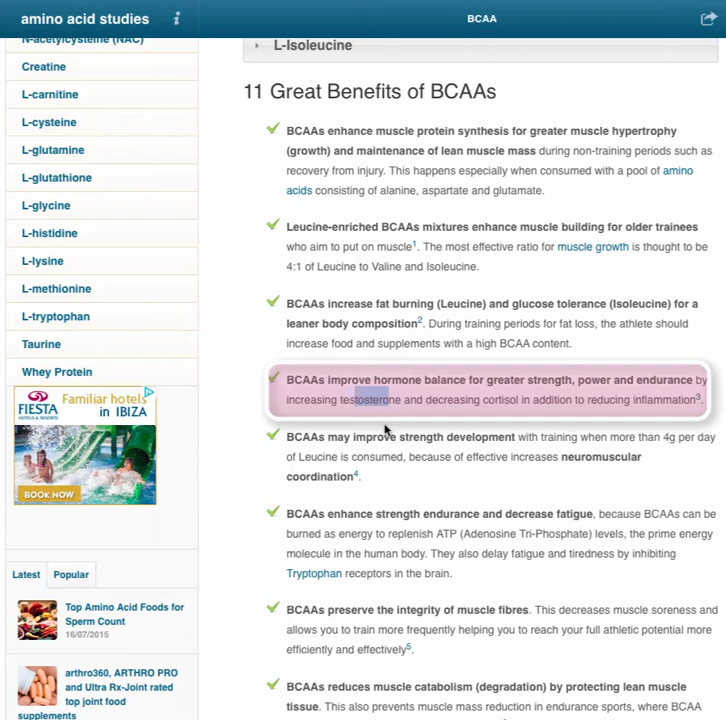 amino acid studies
i
BCAA
N-acetylcysteine (NAC)
Creatine
L-carnitine
L-cysteine
L-glutamine
L-glutathione
L-glycine
L-histidine
L-lysine
L-methionine
L-tryptophan
Taurine
Whey Protein
FIESTA
HOTELS & RESORTS
Familiar hotels
in IBIZA
BOOK NOW
Latest
Popular
Top Amino Acid Foods for
Sperm Count
16/07/2015
arthro360, ARTHRO PRO
and Ultra Rx-Joint rated
top joint food
supplements
L-Isoleucine
11 Great Benefits of BCAAs
BCAAs enhance muscle protein synthesis for greater muscle hypertrophy
(growth) and maintenance of lean muscle mass during non-training periods such as
recovery from injury. This happens especially when consumed with a pool of amino
acids consisting of alanine, aspartate and glutamate.
Leucine-enriched BCAAs mixtures enhance muscle building for older trainees
who aim to put on muscle1. The most effective ratio for muscle growth is thought to be
4:1 of Leucine to Valine and Isoleucine.
BCAAs increase fat burning (Leucine) and glucose tolerance (Isoleucine) for a
leaner body composition2. During training periods for fat loss, the athlete should
increase food and supplements with a high BCAA content.
BCAAs improve hormone balance for greater strength, power and endurance by
increasing testosterone and decreasing cortisol in addition to reducing inflammation3.
BCAAs may improve strength development with training when more than 4g per day
of Leucine is consumed, because of effective increases neuromuscular
coordination4.
BCAAs enhance strength endurance and decrease fatigue, because BCAAs can be
burned as energy to replenish ATP (Adenosine Tri-Phosphate) levels, the prime energy
molecule in the human body. They also delay fatigue and tiredness by inhibiting
Tryptophan receptors in the brain.
BCAAs preserve the integrity of muscle fibres. This decreases muscle soreness and
allows you to train more frequently helping you to reach your full athletic potential more
efficiently and effectively5.
BCAAs reduces muscle catabolism (degradation) by protecting lean muscle
tissue. This also prevents muscle mass reduction in endurance sports, where BCAA